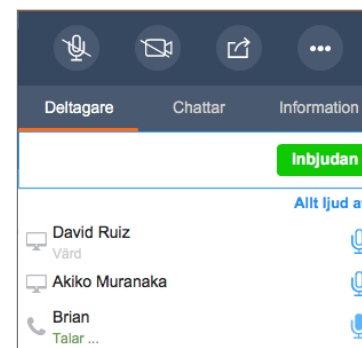 Deltagare Chattar Information
Inbjudan
Allt ljud
David Ruiz
Värd
Akiko Muranaka
Brian
Talar ...